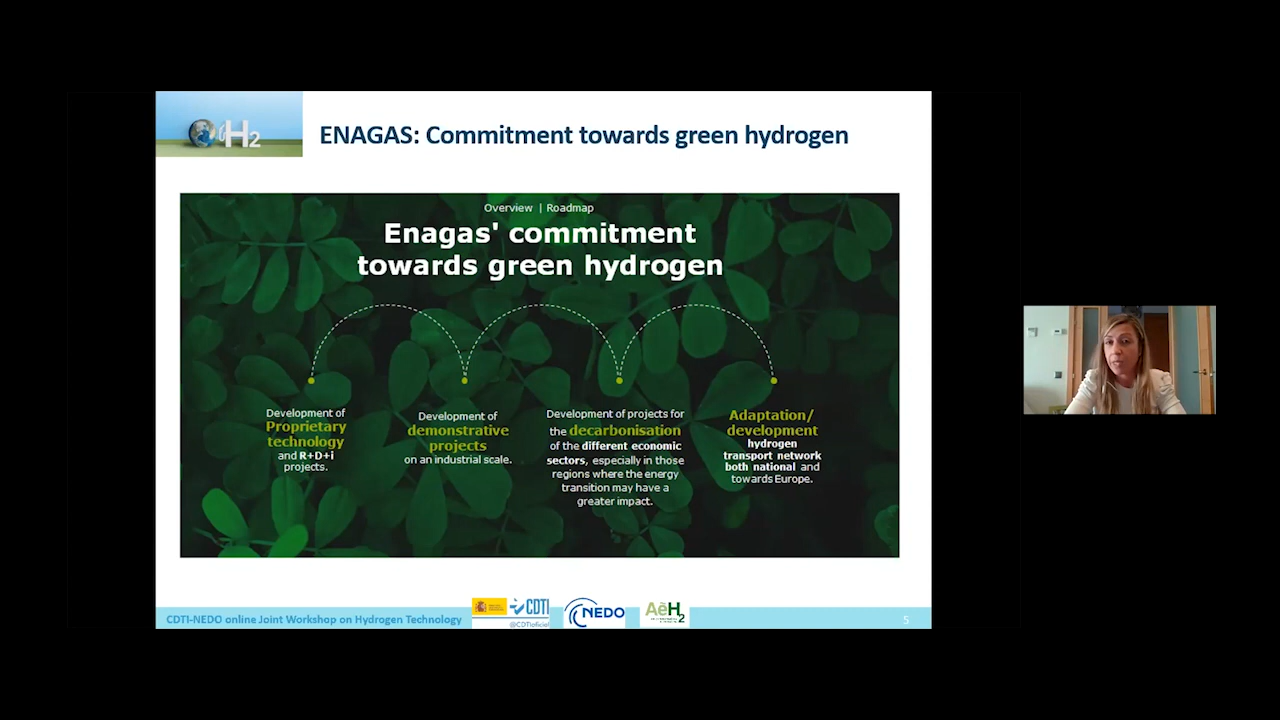 H2
ENAGAS: Commitment towards green hydrogen
Overview | Roadmap
Enagas' commitment
towards green hydrogen
Development of
Proprietary
technology
and R+D+i
projects.
Development of
demonstrative
projects
on an industrial scale.
Development of projects for
the decarbonisation
of the different economic
sectors, especially in those
regions where the energy
transition may have a
greater impact.
Adaptation/
development
hydrogen
transport network
both national and
towards Europe.
CDTI-NEDO online Joint Workshop on Hydrogen Technology
CDTI
@CDTIoficial
NEDO
AeH2
5